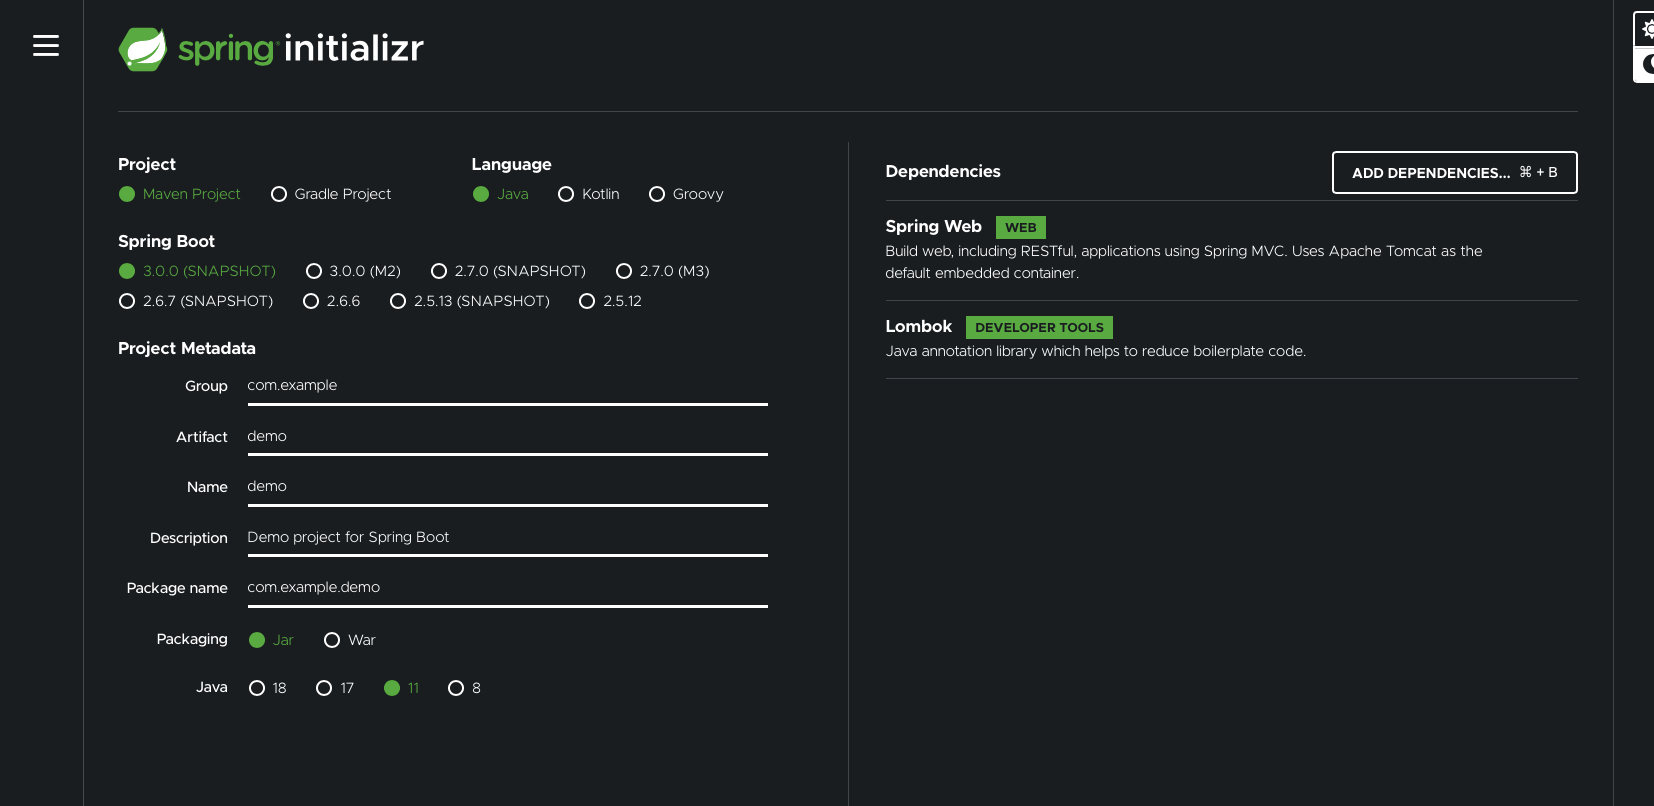 spring initializr
Project
Maven Project Gradle Project
Language
Java Kotlin Groovy
Spring Boot
3.0.0 (SNAPSHOT) 3.0.0 (M2) 2.7.0 (SNAPSHOT) 2.7.0 (M3)
2.6.7 (SNAPSHOT) 2.6.6 2.5.13 (SNAPSHOT) 2.5.12
Project Metadata
Group com.example
Artifact demo
Name demo
Description Demo project for Spring Boot
Package name com.example.demo
Packaging Jar War
Java 18 17 11 8
Dependencies
ADD DEPENDENCIES... ⌘ + B
Spring Web WEB
Build web, including RESTful, applications using Spring MVC. Uses Apache Tomcat as the
default embedded container.
Lombok DEVELOPER TOOLS
Java annotation library which helps to reduce boilerplate code.